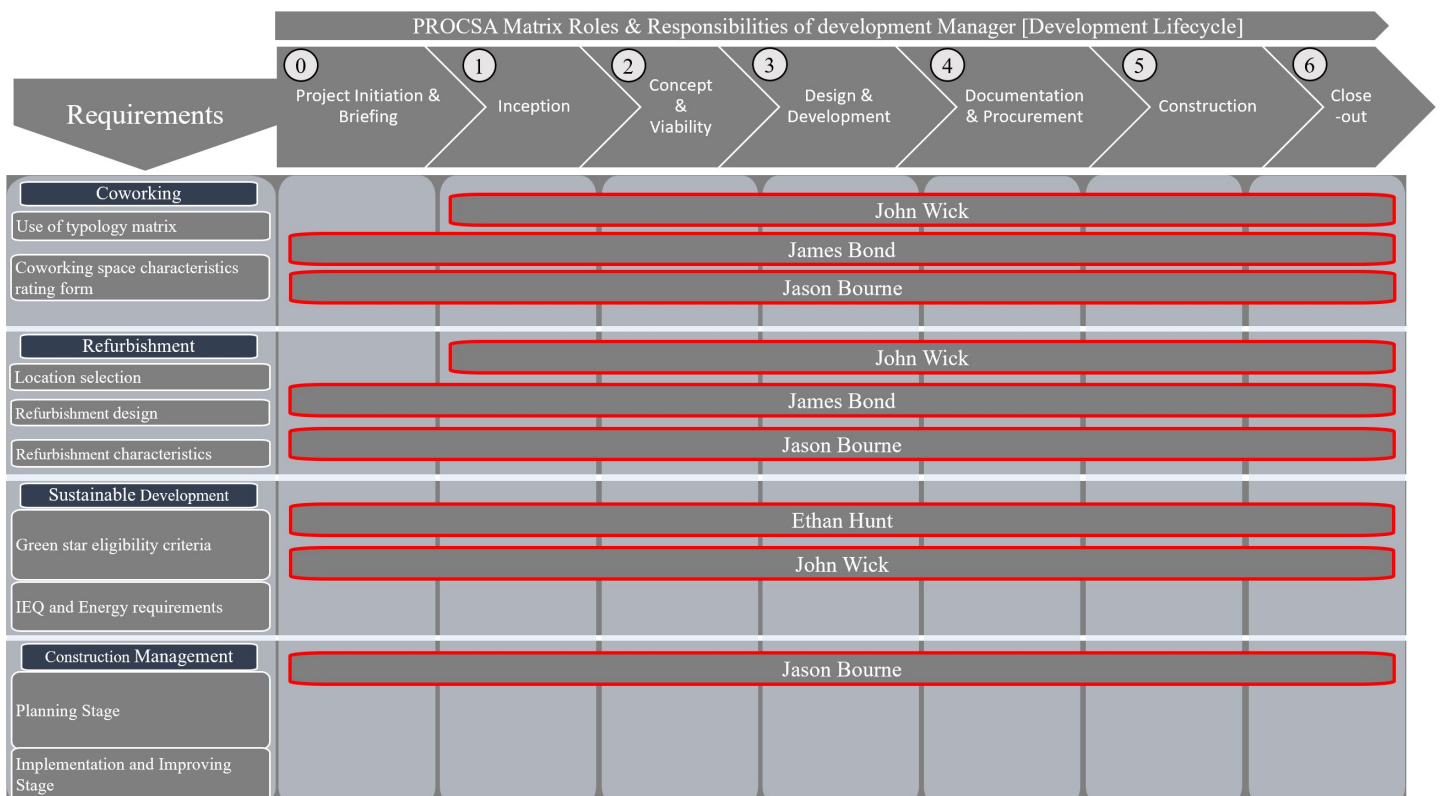 PROCSA Matrix Roles & Responsibilities of development Manager [Development Lifecycle]
Requirements
0
Project Initiation &
Briefing
1
Inception
2
Concept
&
Viability
3
Design &
Development
4
Documentation
& Procurement
5
Construction
6
Close
-out
Coworking
Use of typology matrix
Coworking space characteristics
rating form
John Wick
James Bond
Jason Bourne
Refurbishment
Location selection
Refurbishment design
Refurbishment characteristics
John Wick
James Bond
Jason Bourne
Sustainable Development
Green star eligibility criteria
IEQ and Energy requirements
Ethan Hunt
John Wick
Construction Management
Planning Stage
Implementation and Improving
Stage
Jason Bourne